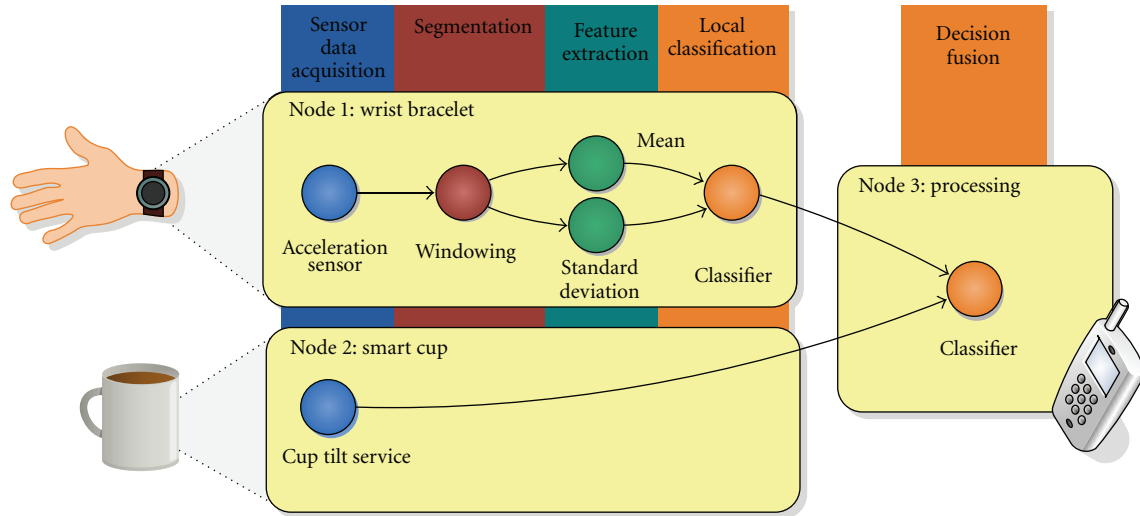 Sensor
data
acquisition
Segmentation
Feature
extraction
Local
classification
Decision
fusion
Node 1: wrist bracelet
Mean
Acceleration
sensor
Windowing
Standard
deviation
Classifier
Node 2: smart cup
Cup tilt service
Node 3: processing
Classifier